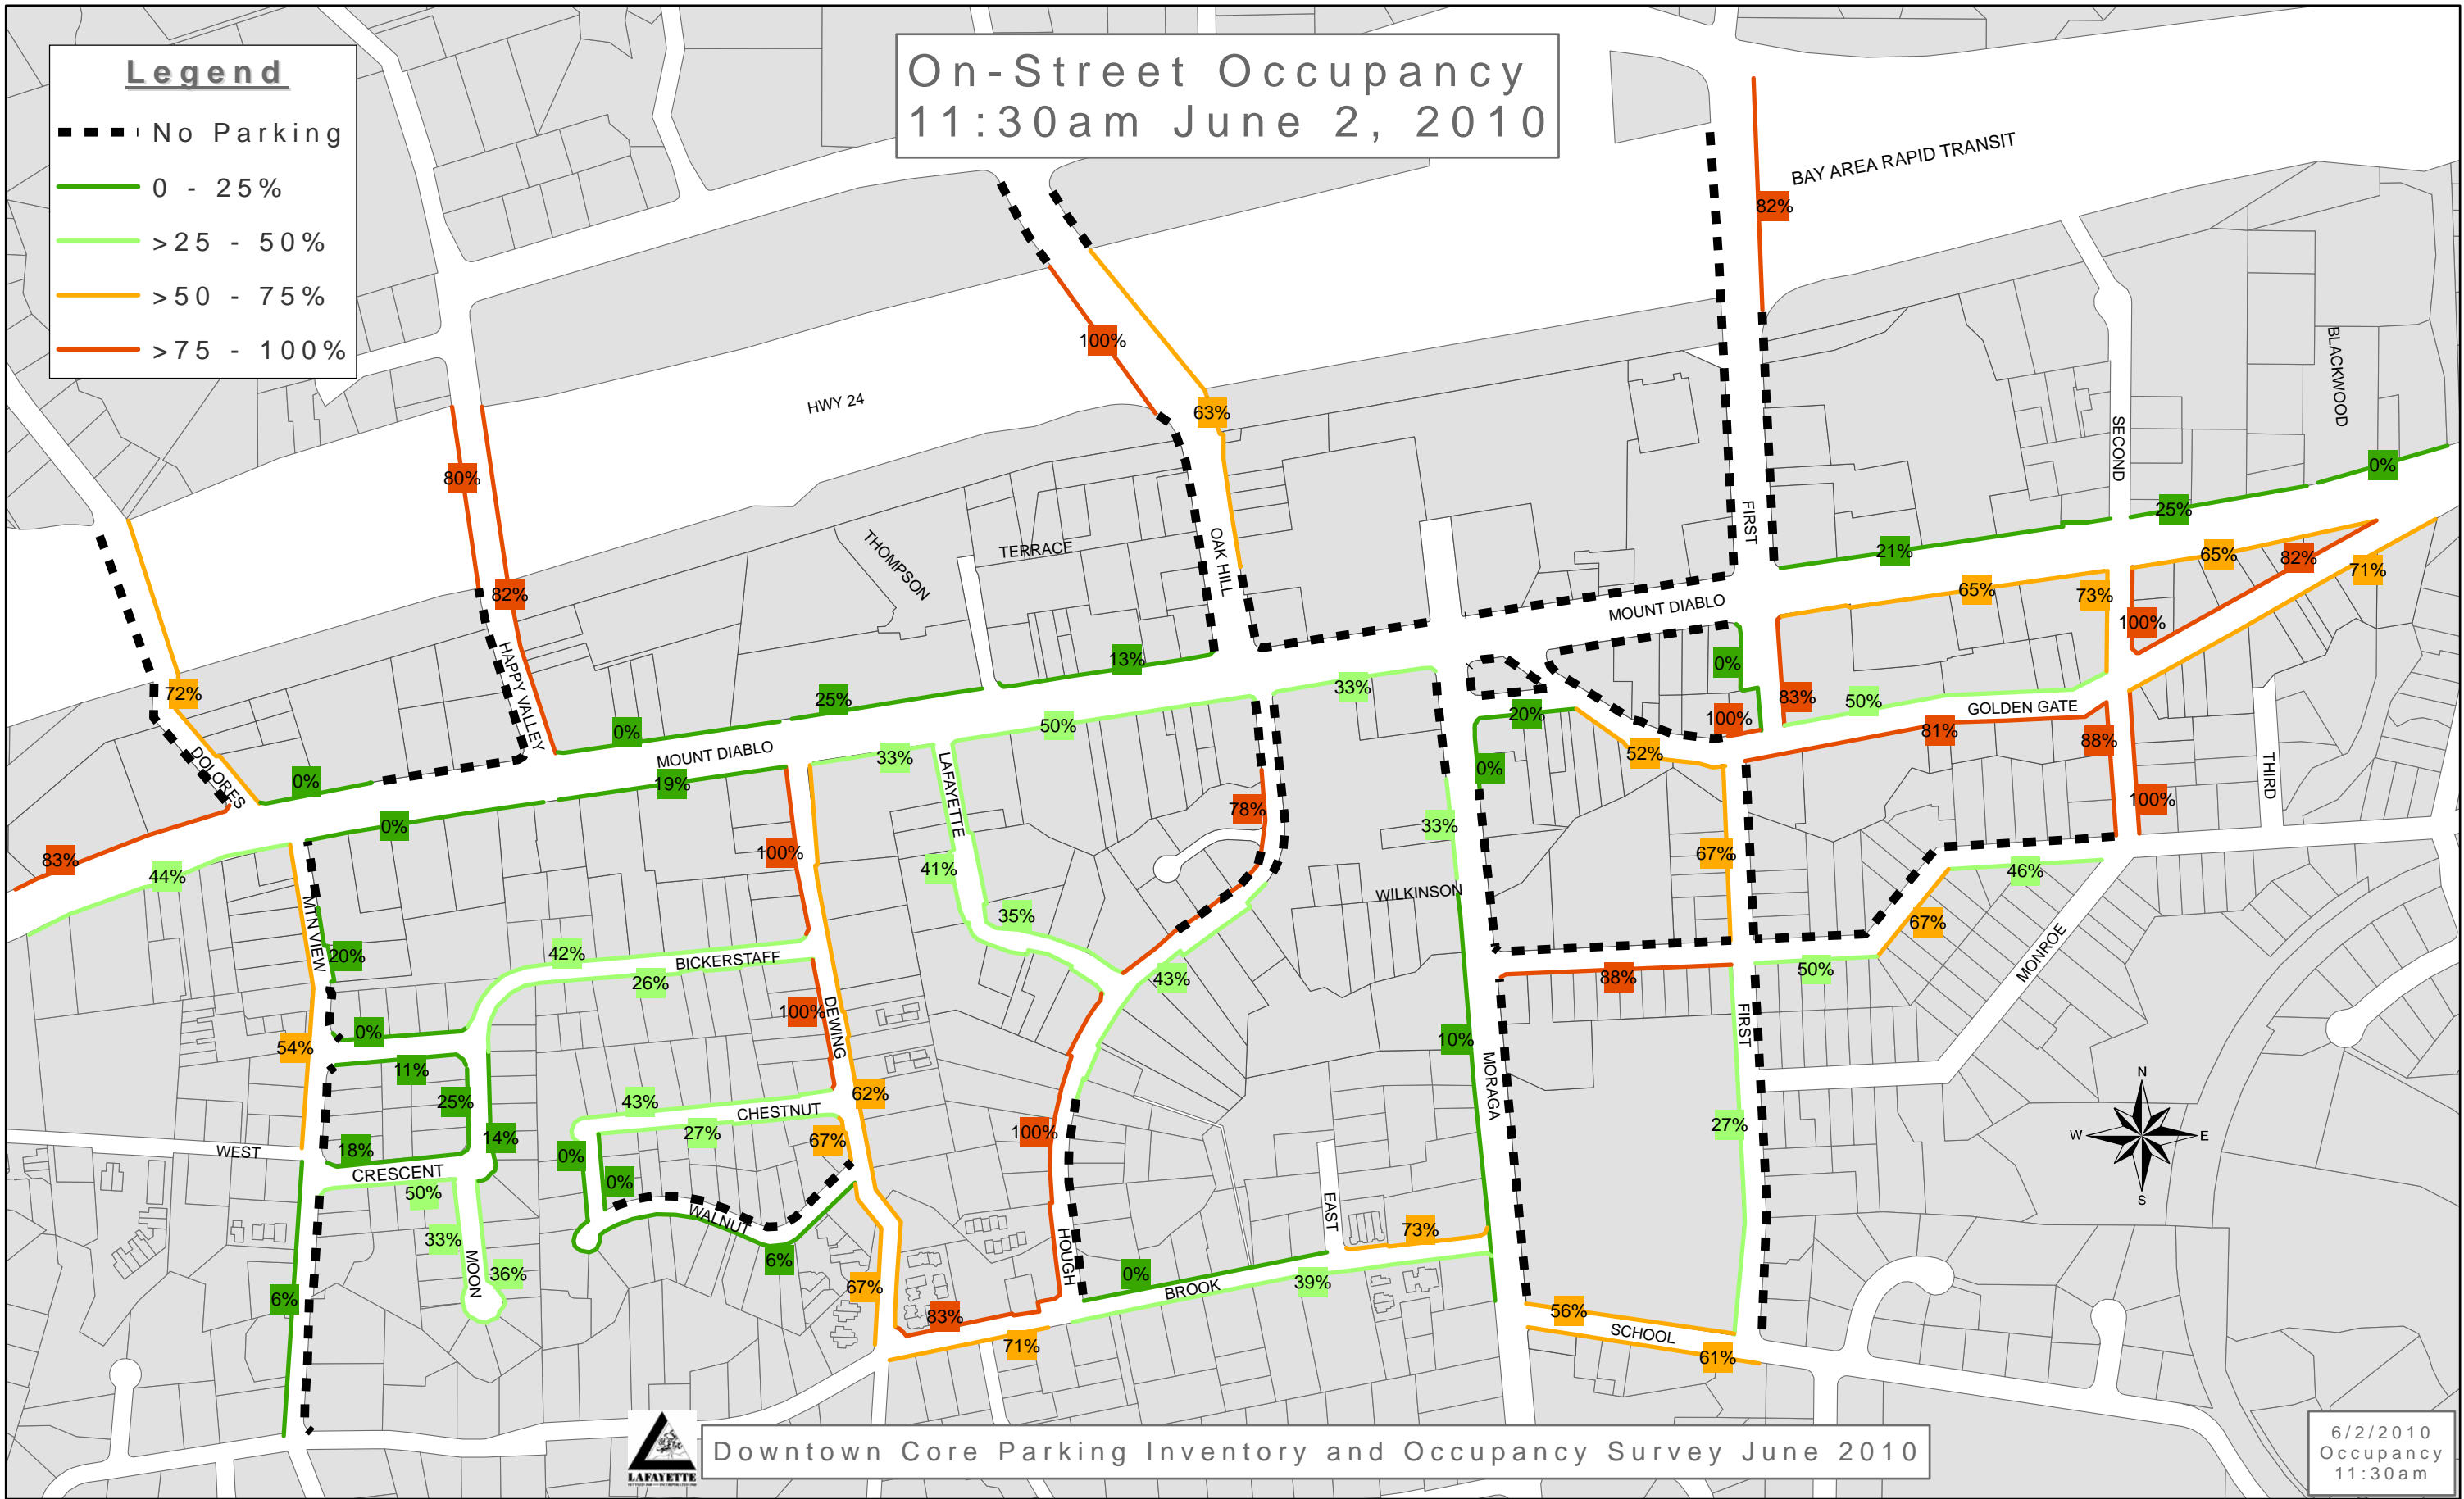 Legend
No Parking
0 - 25%
>25 - 50%
>50 - 75%
>75 - 100%
On-Street Occupancy
11:30am June 2, 2010
BAY AREA RAPID TRANSIT
82%
100%
63%
HWY 24
80%
82%
72%
DOLORES
HAPPY VALLEY
THOMPSON
TERRACE
OAK HILL
FIRST
SECOND
BLACKWOOD
0%
25%
21%
65%
82%
71%
65%
73%
100%
MOUNT DIABLO
13%
25%
0%
MOUNT DIABLO
0%
19%
0%
83%
44%
33%
LAFAYETTE
50%
33%
0%
83%
50%
GOLDEN GATE
100%
20%
52%
81%
88%
100%
THIRD
0%
78%
100%
41%
35%
33%
67%
46%
67%
WILKINSON
MONROE
MTN VIEW
20%
42%
BICKERSTAFF
26%
43%
88%
50%
0%
54%
11%
25%
14%
18%
100%
DEWING
62%
10%
MORAGA
FIRST
27%
43%
CHESTNUT
27%
67%
0%
0%
WALNUT
6%
WEST
CRESCENT
50%
33%
MOON
36%
6%
100%
HOUGH
EAST
73%
0%
BROOK
39%
67%
83%
71%
56%
SCHOOL
61%
N
W
E
S
LAFAYETTE
Downtown Core Parking Inventory and Occupancy Survey June 2010
6/2/2010
Occupancy
11:30am